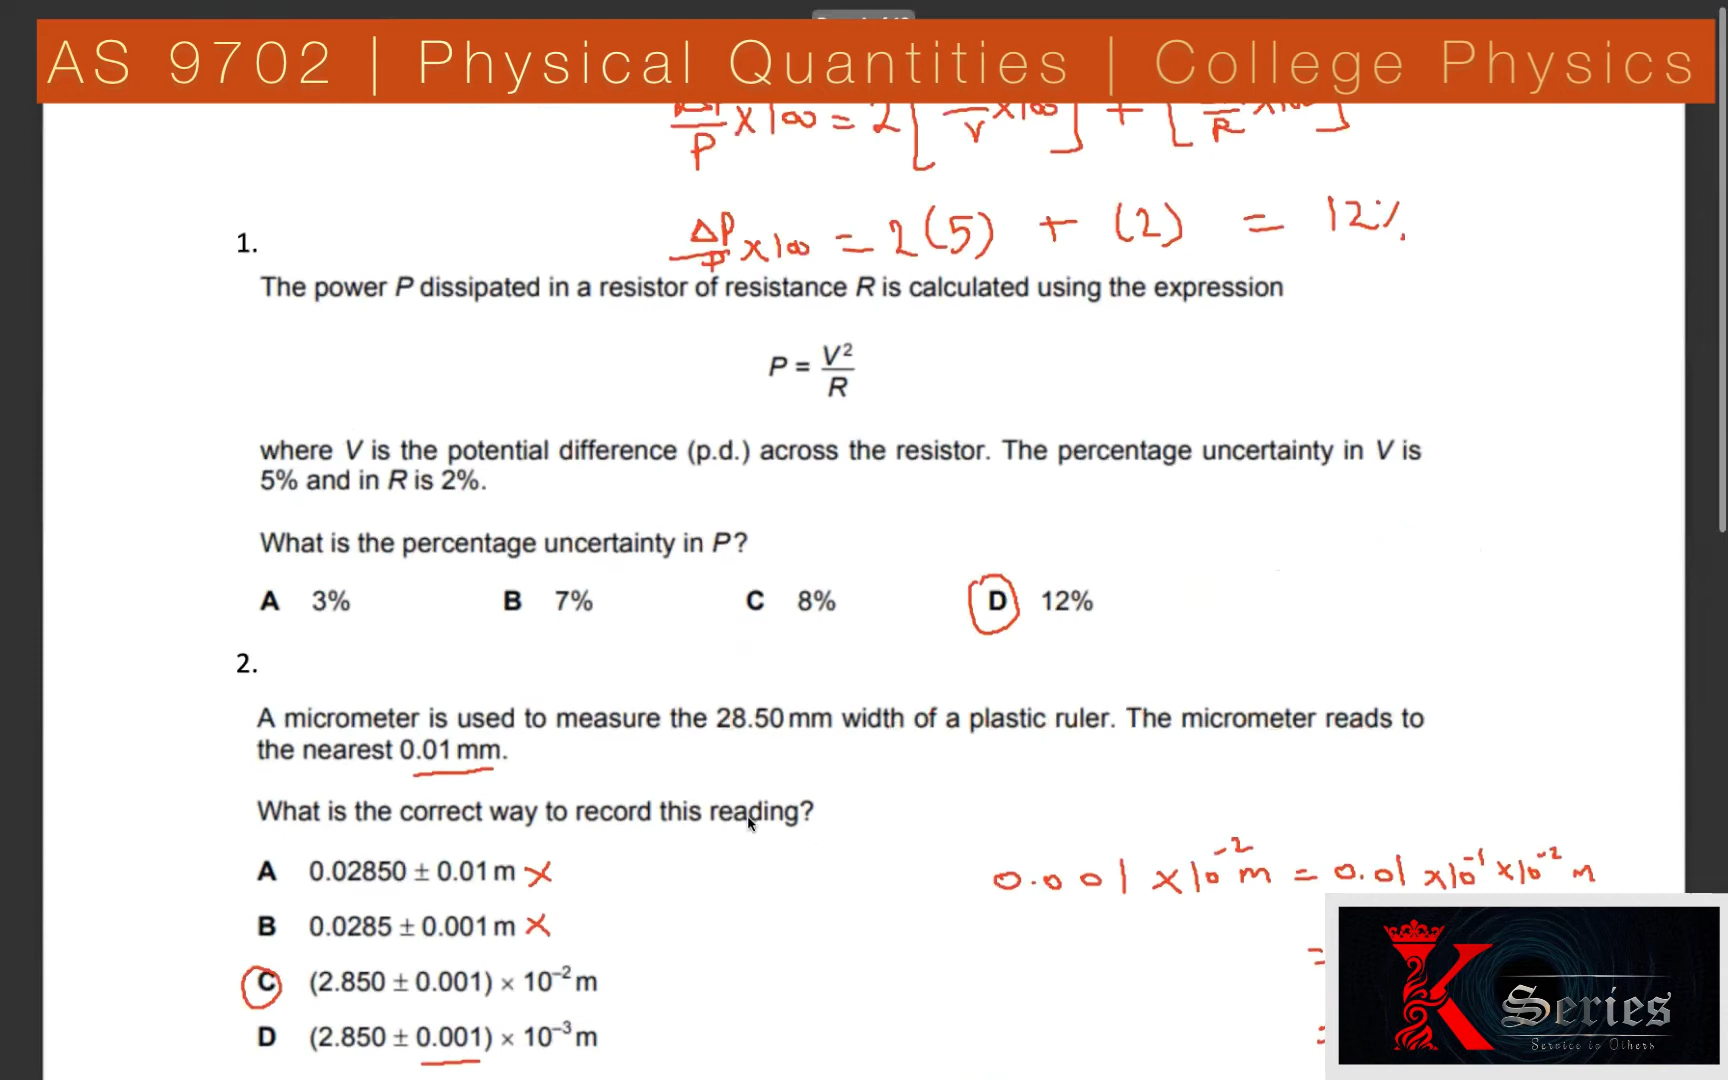 AS 9702 | Physical Quantities | College Physics
P × 100 = 2 [ V × 100 ] + [ R × 100 ]
ΔP/P × 100 = 2(5) + (2) = 12%
1.
The power P dissipated in a resistor of resistance R is calculated using the expression
P = V²/R
where V is the potential difference (p.d.) across the resistor. The percentage uncertainty in V is
5% and in R is 2%.
What is the percentage uncertainty in P?
A 3% B 7% C 8% D 12%
2.
A micrometer is used to measure the 28.50 mm width of a plastic ruler. The micrometer reads to
the nearest 0.01 mm.
What is the correct way to record this reading?
A 0.02850 ± 0.01 m ×
B 0.0285 ± 0.001 m ×
C (2.850 ± 0.001) × 10⁻² m
D (2.850 ± 0.001) × 10⁻³ m
0.001 × 10⁻² m = 0.01 × 10⁻¹ × 10⁻² m
=
=
K Series
Service to Others